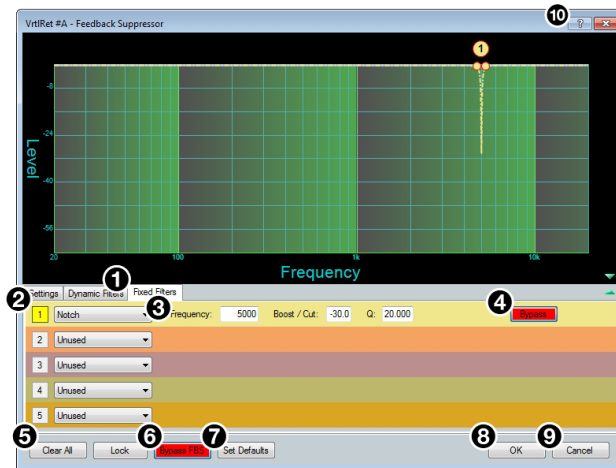 VrtlRet #A - Feedback Suppressor
10
?
1
-8
-24
-40
-56
Level
20 100 1k 10k
Frequency
1
2 Settings Dynamic Filters Fixed Filters
3 4
1 Notch Frequency: 5000 Boost / Cut: -30.0 Q: 20.000 Bypass
2 Unused
3 Unused
4 Unused
5 Unused
5 6 7 8 9
Clear All Lock Bypass FBS Set Defaults OK Cancel